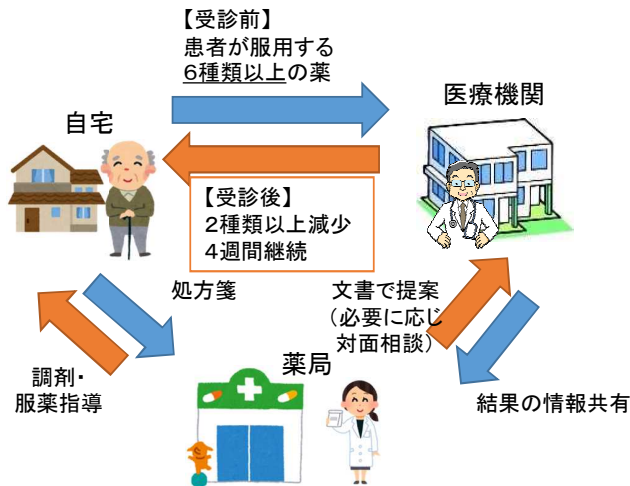 【受診前】
患者が服用する
6種類以上の薬
医療機関
自宅
【受診後】
2種類以上減少
4週間継続
処方箋
文書で提案
(必要に応じ
対面相談)
薬局
調剤・
服薬指導
結果の情報共有